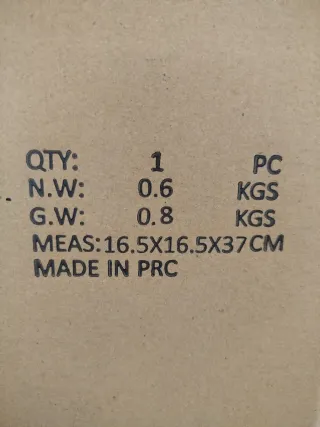 QTY: 1 PC
N.W: 0.6 KGS
G.W: 0.8 KGS
MEAS:16.5X16.5X37CM
MADE IN PRC